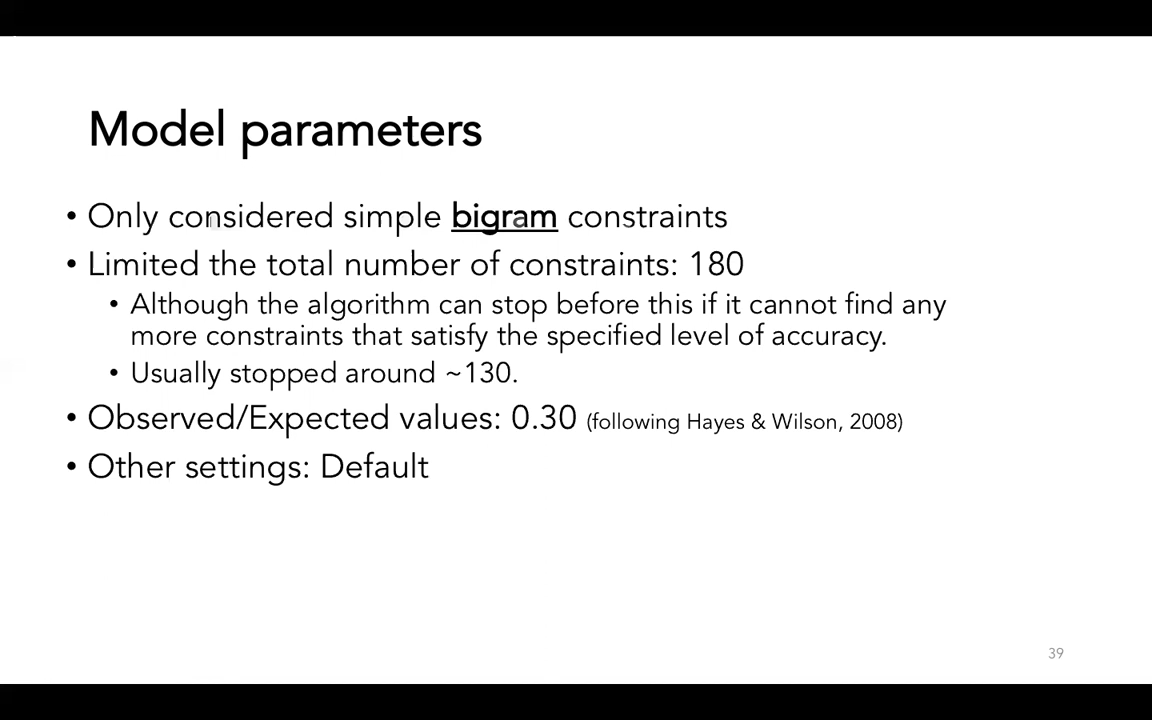 Model parameters
• Only considered simple bigram constraints
• Limited the total number of constraints: 180
• Although the algorithm can stop before this if it cannot find any
more constraints that satisfy the specified level of accuracy.
• Usually stopped around ~130.
• Observed/Expected values: 0.30 (following Hayes & Wilson, 2008)
• Other settings: Default
39